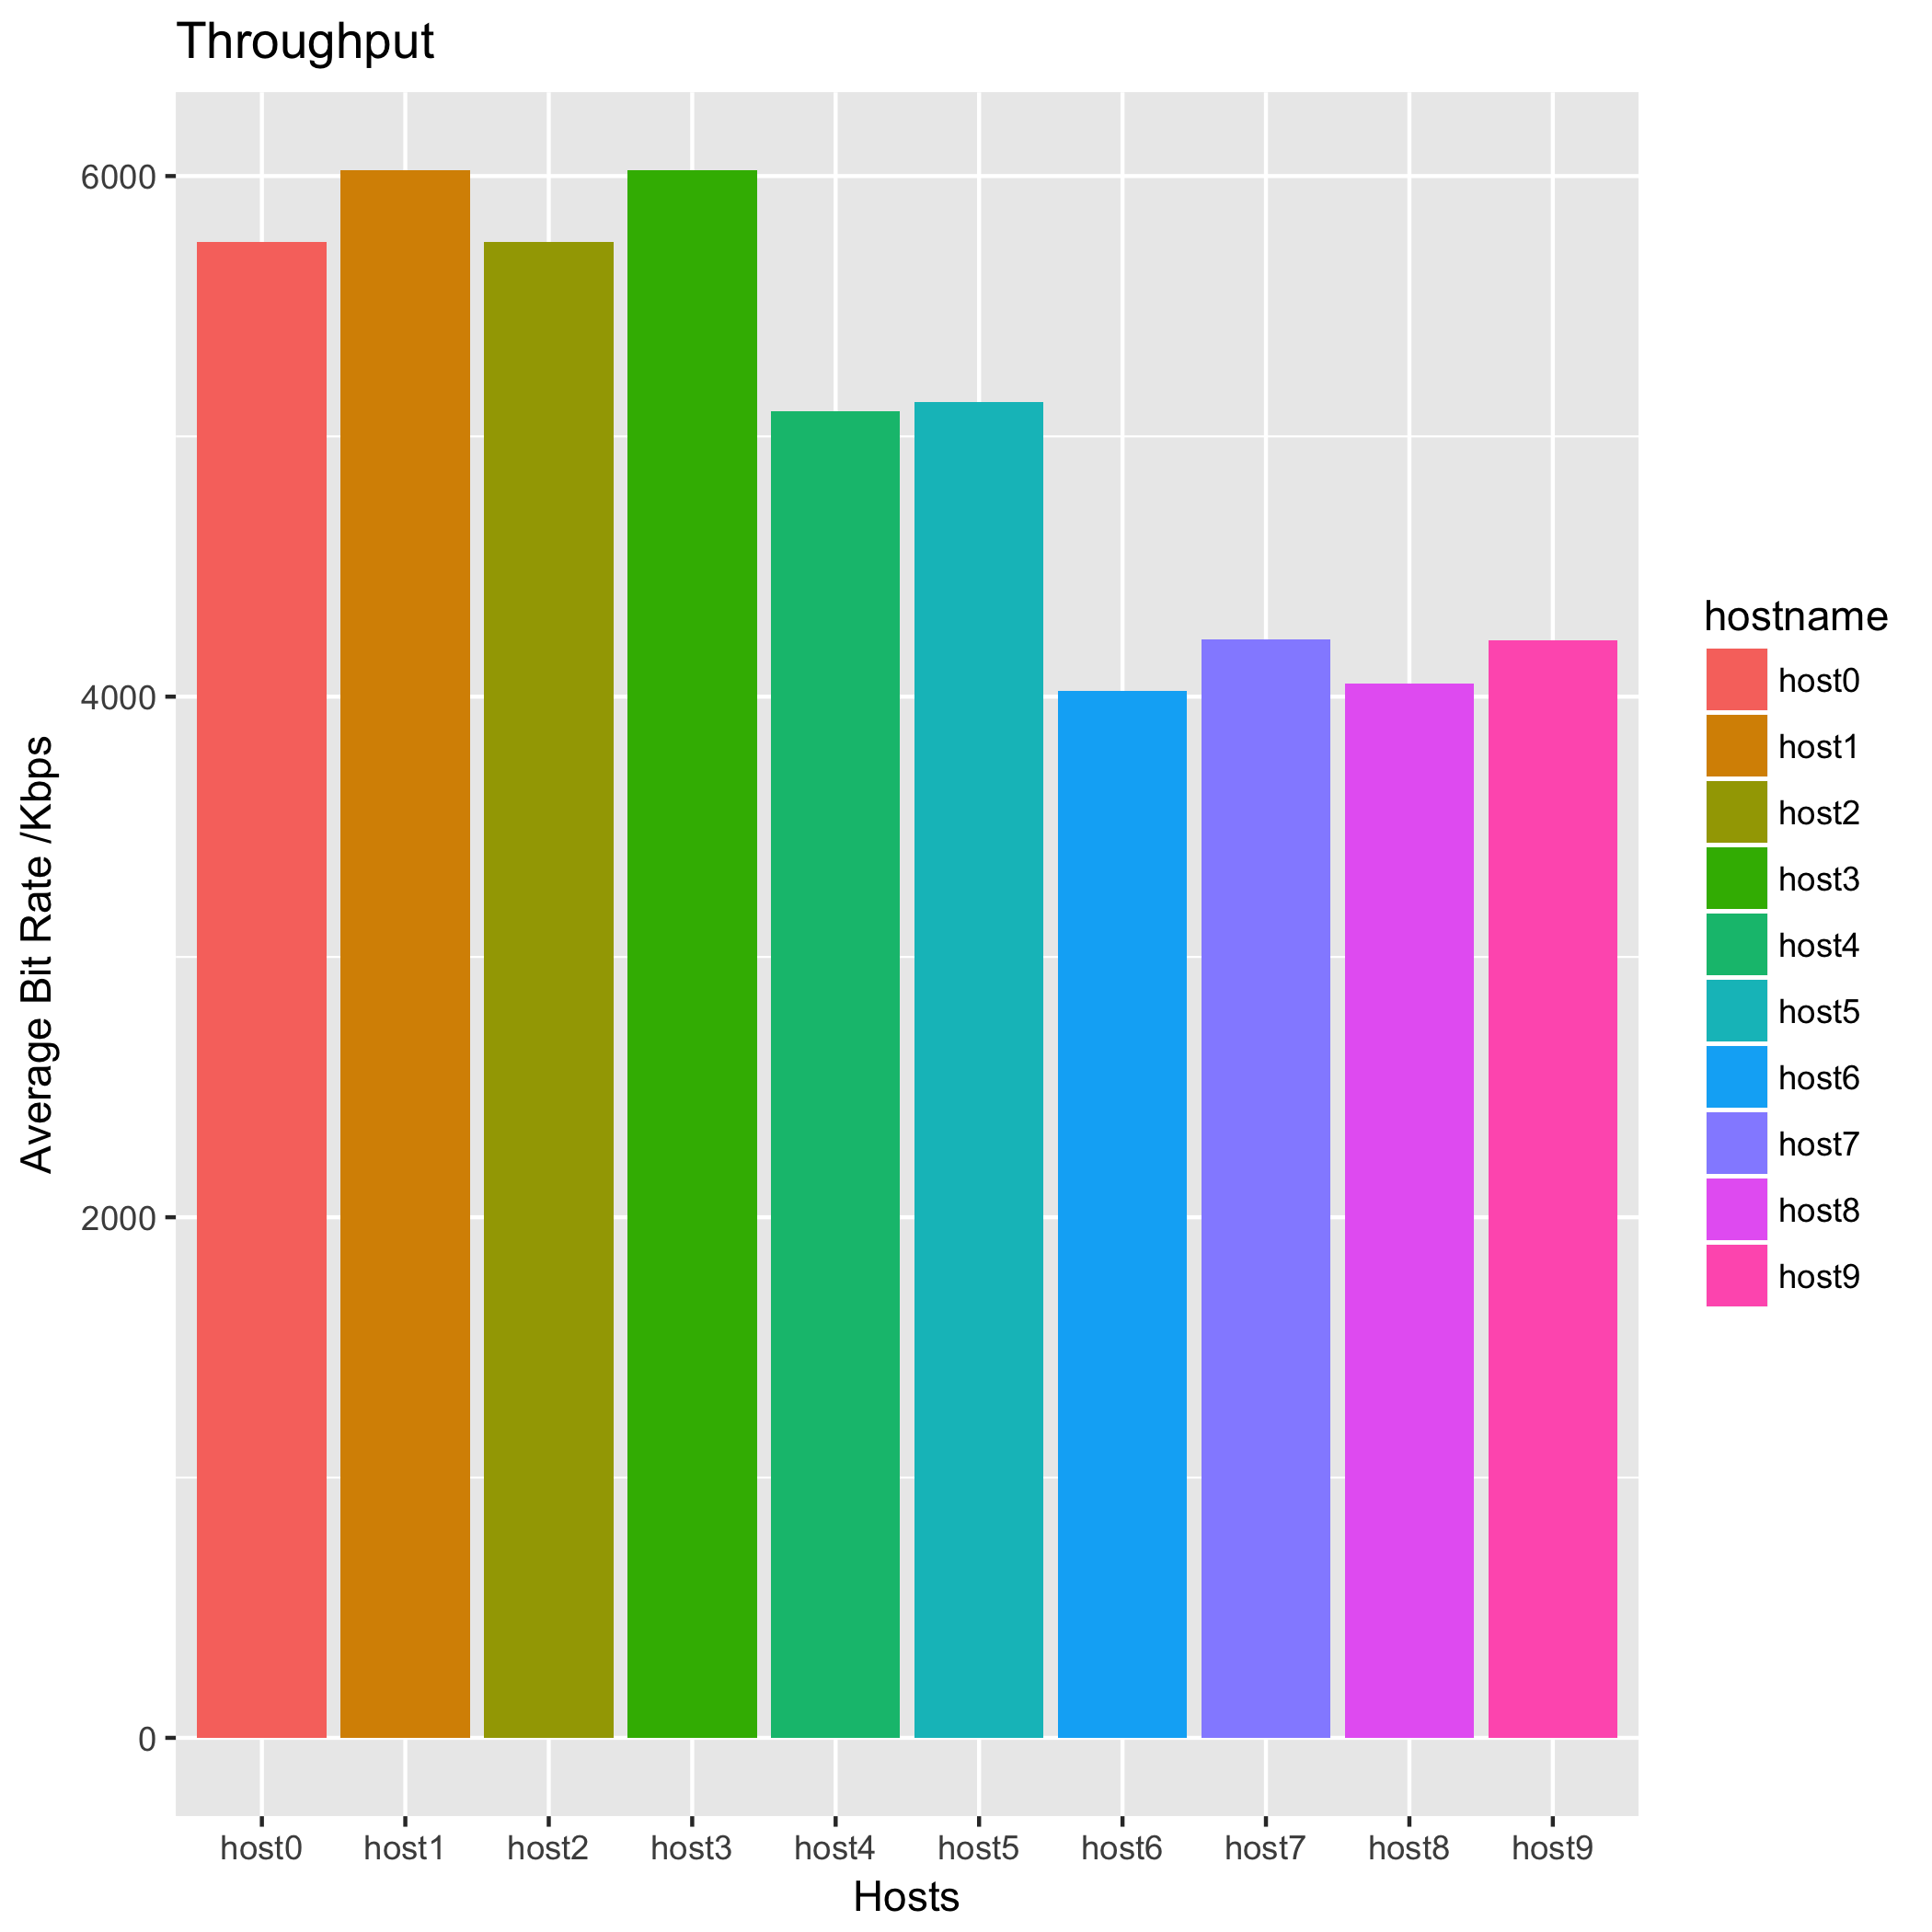 Throughput
Average Bit Rate /Kbps
6000
4000
2000
0
host0 host1 host2 host3 host4 host5 host6 host7 host8 host9
Hosts
hostname
host0
host1
host2
host3
host4
host5
host6
host7
host8
host9